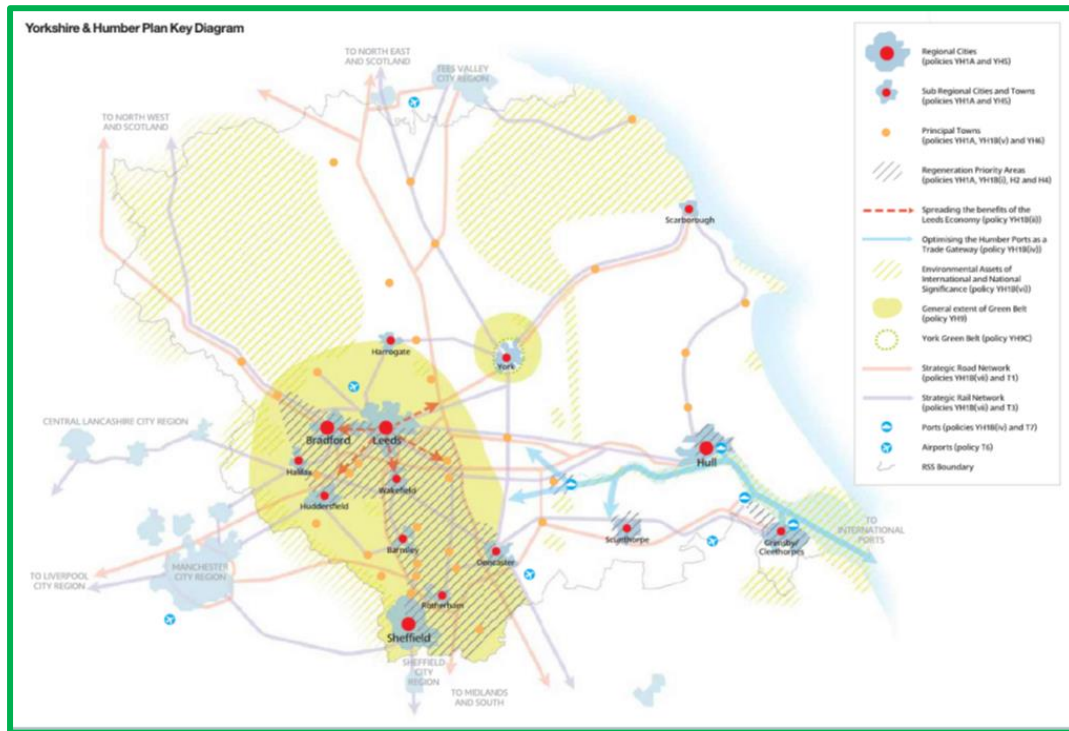 Yorkshire & Humber Plan Key Diagram
TO NORTH EAST
AND SCOTLAND
TEES VALLEY
CITY REGION
TO NORTH WEST
AND SCOTLAND
Scarborough
Harrogate
York
CENTRAL LANCASHIRE CITY REGION
Bradford
Leeds
Hull
Halifax
Wakefield
Huddersfield
Barnsley
Doncaster
Scunthorpe
Grimsby
Cleethorpes
TO
INTERNATIONAL
PORTS
MANCHESTER
CITY REGION
TO LIVERPOOL
CITY REGION
Rotherham
Sheffield
SHEFFIELD
CITY
REGION
TO MIDLANDS
AND SOUTH
Regional Cities
(policies YH1A and YH5)
Sub Regional Cities and Towns
(policies YH1A and YH5)
Principal Towns
(policies YH1A, YH1B(v) and YH6)
Regeneration Priority Areas
(policies YH1A, YH1B(i), H2 and H4)
Spreading the benefits of the
Leeds Economy (policy YH1B(ii))
Optimising the Humber Ports as a
Trade Gateway (policy YH1B(iv))
Environmental Assets of
International and National
Significance (policy YH1B(vi))
General extent of Green Belt
(policy YH9)
York Green Belt (policy YH9C)
Strategic Road Network
(policies YH1B(vii) and T1)
Strategic Rail Network
(policies YH1B(vii) and T3)
Ports (policies YH1B(iv) and T7)
Airports (policy T6)
RSS Boundary